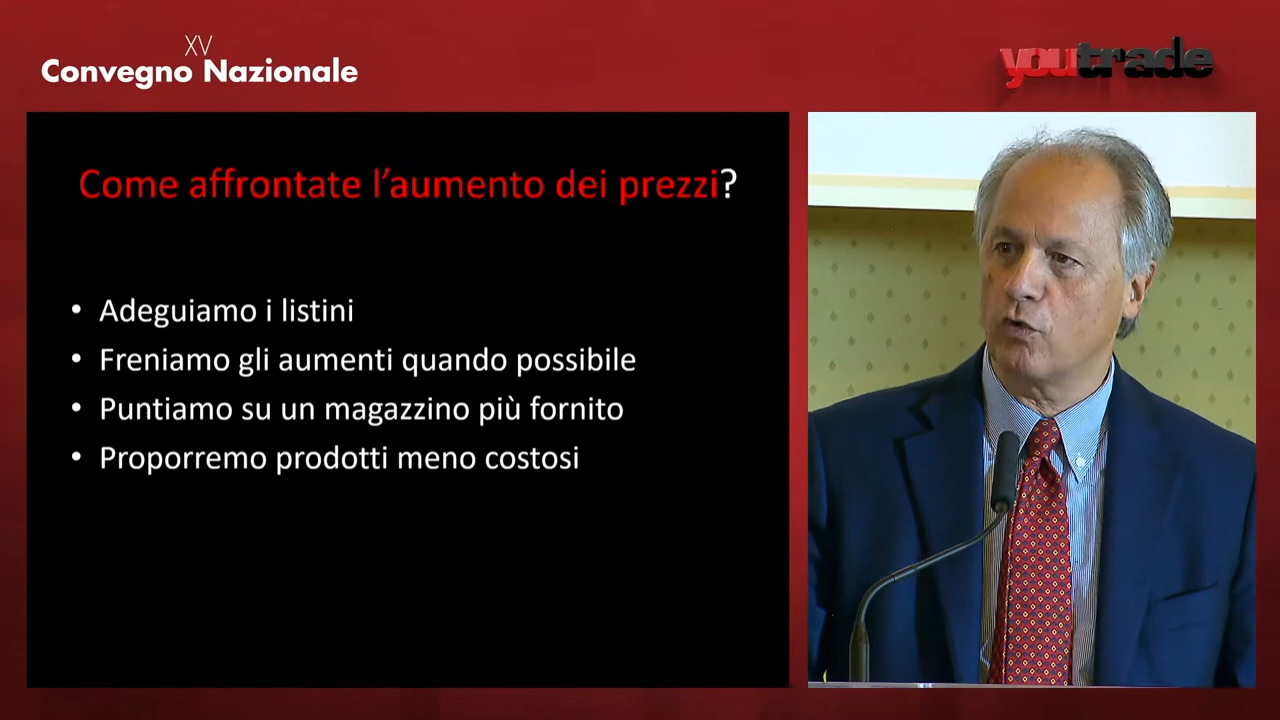 XV
Convegno Nazionale
youtrade
Come affrontate l'aumento dei prezzi?
• Adeguiamo i listini
• Freniamo gli aumenti quando possibile
• Puntiamo su un magazzino più fornito
• Proporremo prodotti meno costosi